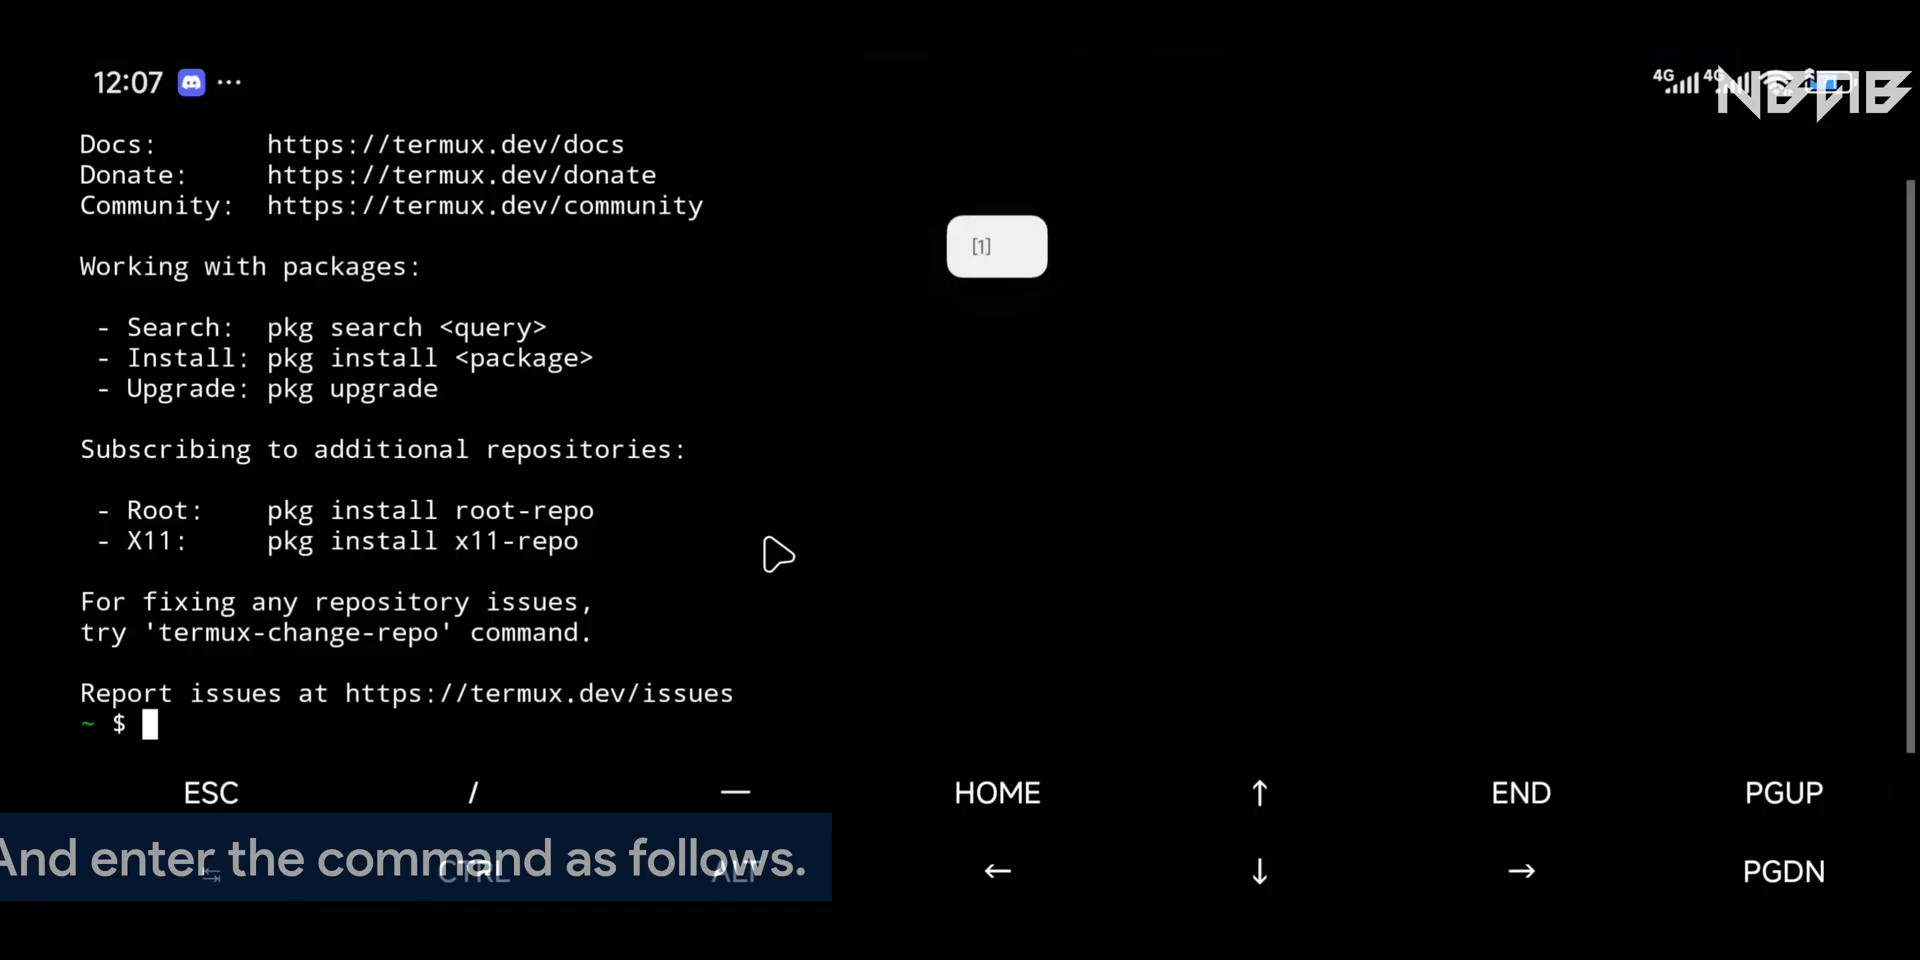 12:07 ...
4G 4G
NBAB
Docs: https://termux.dev/docs
Donate: https://termux.dev/donate
Community: https://termux.dev/community
[1]
Working with packages:
- Search: pkg search <query>
- Install: pkg install <package>
- Upgrade: pkg upgrade
Subscribing to additional repositories:
- Root: pkg install root-repo
- X11: pkg install x11-repo
For fixing any repository issues,
try 'termux-change-repo' command.
Report issues at https://termux.dev/issues
~ $
ESC / — HOME ↑ END PGUP
And enter the command as follows.
⇆ CTRL ALT ← ↓ → PGDN